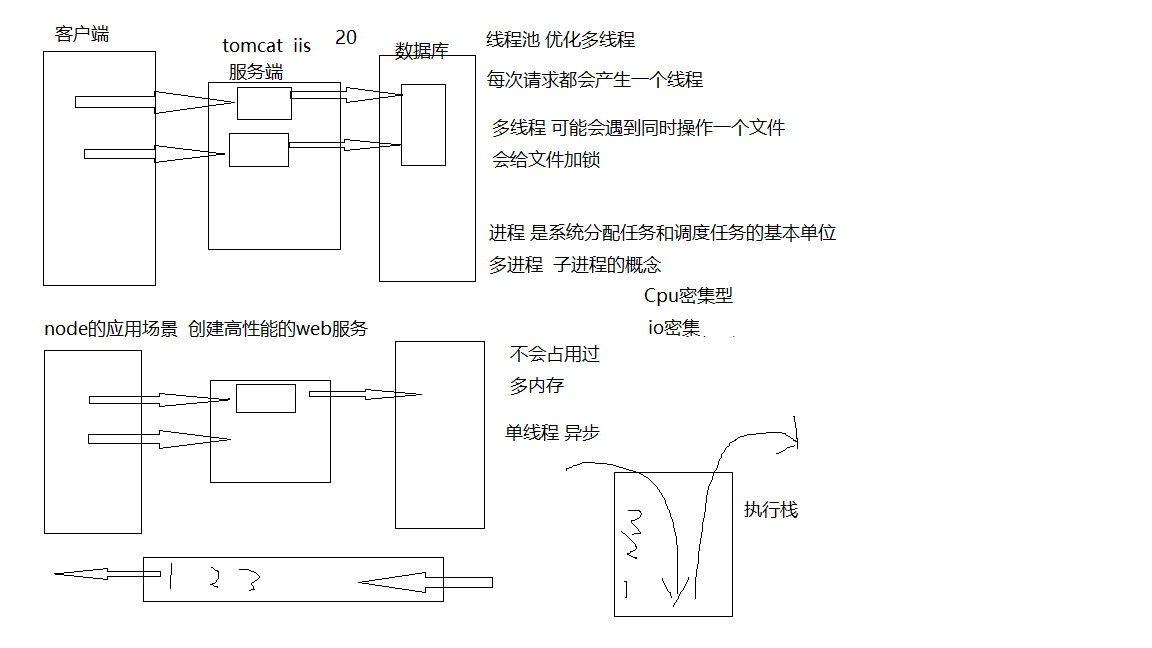 客户端
tomcat iis 20
服务端
数据库
线程池 优化多线程
每次请求都会产生一个线程
多线程 可能会遇到同时操作一个文件
会给文件加锁
进程 是系统分配任务和调度任务的基本单位
多进程 子进程的概念
Cpu密集型
io密集
node的应用场景 创建高性能的web服务
不会占用过
多内存
单线程 异步
执行栈
3
2
1
1 2 3